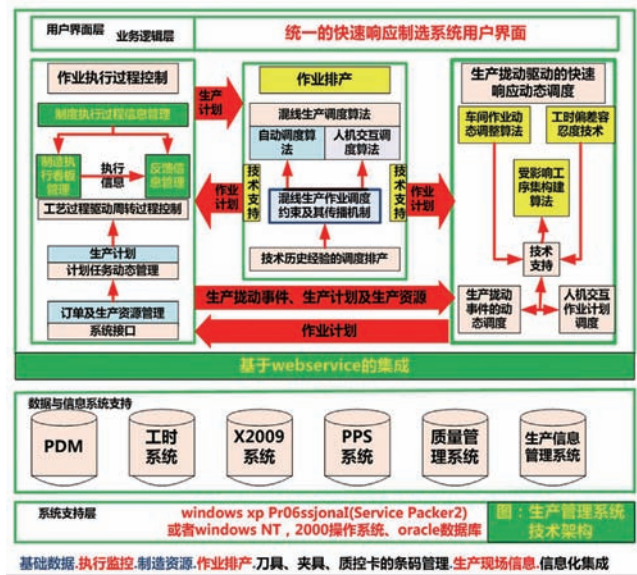 用户界面层
业务逻辑层
统一的快速响应制选系统用户界面
作业执行过程控制
制度执行过程信息管理
制造执行看板管理
执行信息
反馈信息管理
工艺过程驱动周转过程控制
生产计划
计划任务动态管理
订单及生产资源管理
系统接口
生产计划
作业计划
作业排产
混线生产调度算法
自动调度算法
人机交互调度算法
技术支持
技术支持
混线生产作业调度约束及其传播机制
技术历史经验的调度排产
作业计划
生产拢动驱动的快速响应动态调度
车间作业动态调整算法
工时偏差容忍度技术
受影响工序集构建算法
技术支持
生产拢动事件的动态调度
人机交互作业计划调度
生产拢动事件、生产计划及生产资源
作业计划
基于webservice的集成
数据与信息系统支持
PDM
工时系统
X2009系统
PPS系统
质量管理系统
生产信息管理系统
系统支持层
windows xp Pr06ssjonaI(Service Packer2)
或者windows NT，2000操作系统、oracle数据库
图：生产管理系统
技术架构
基础数据.执行监控.制造资源.作业排产.刀具、夹具、质控卡的条码管理.生产现场信息.信息化集成